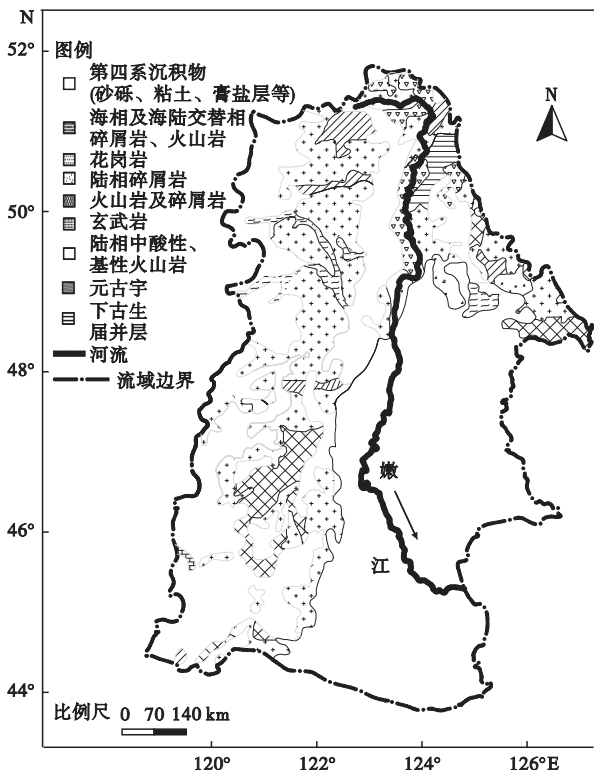 N
52°
50°
48°
46°
44°
图例
第四系沉积物
(砂砾、粘土、膏盐层等)
海相及海陆交替相
碎屑岩、火山岩
花岗岩
陆相碎屑岩
火山岩及碎屑岩
玄武岩
陆相中酸性、
基性火山岩
元古宇
下古生
届并层
河流
流域边界
N
嫩
江
比例尺 0 70 140 km
120° 122° 124° 126°E